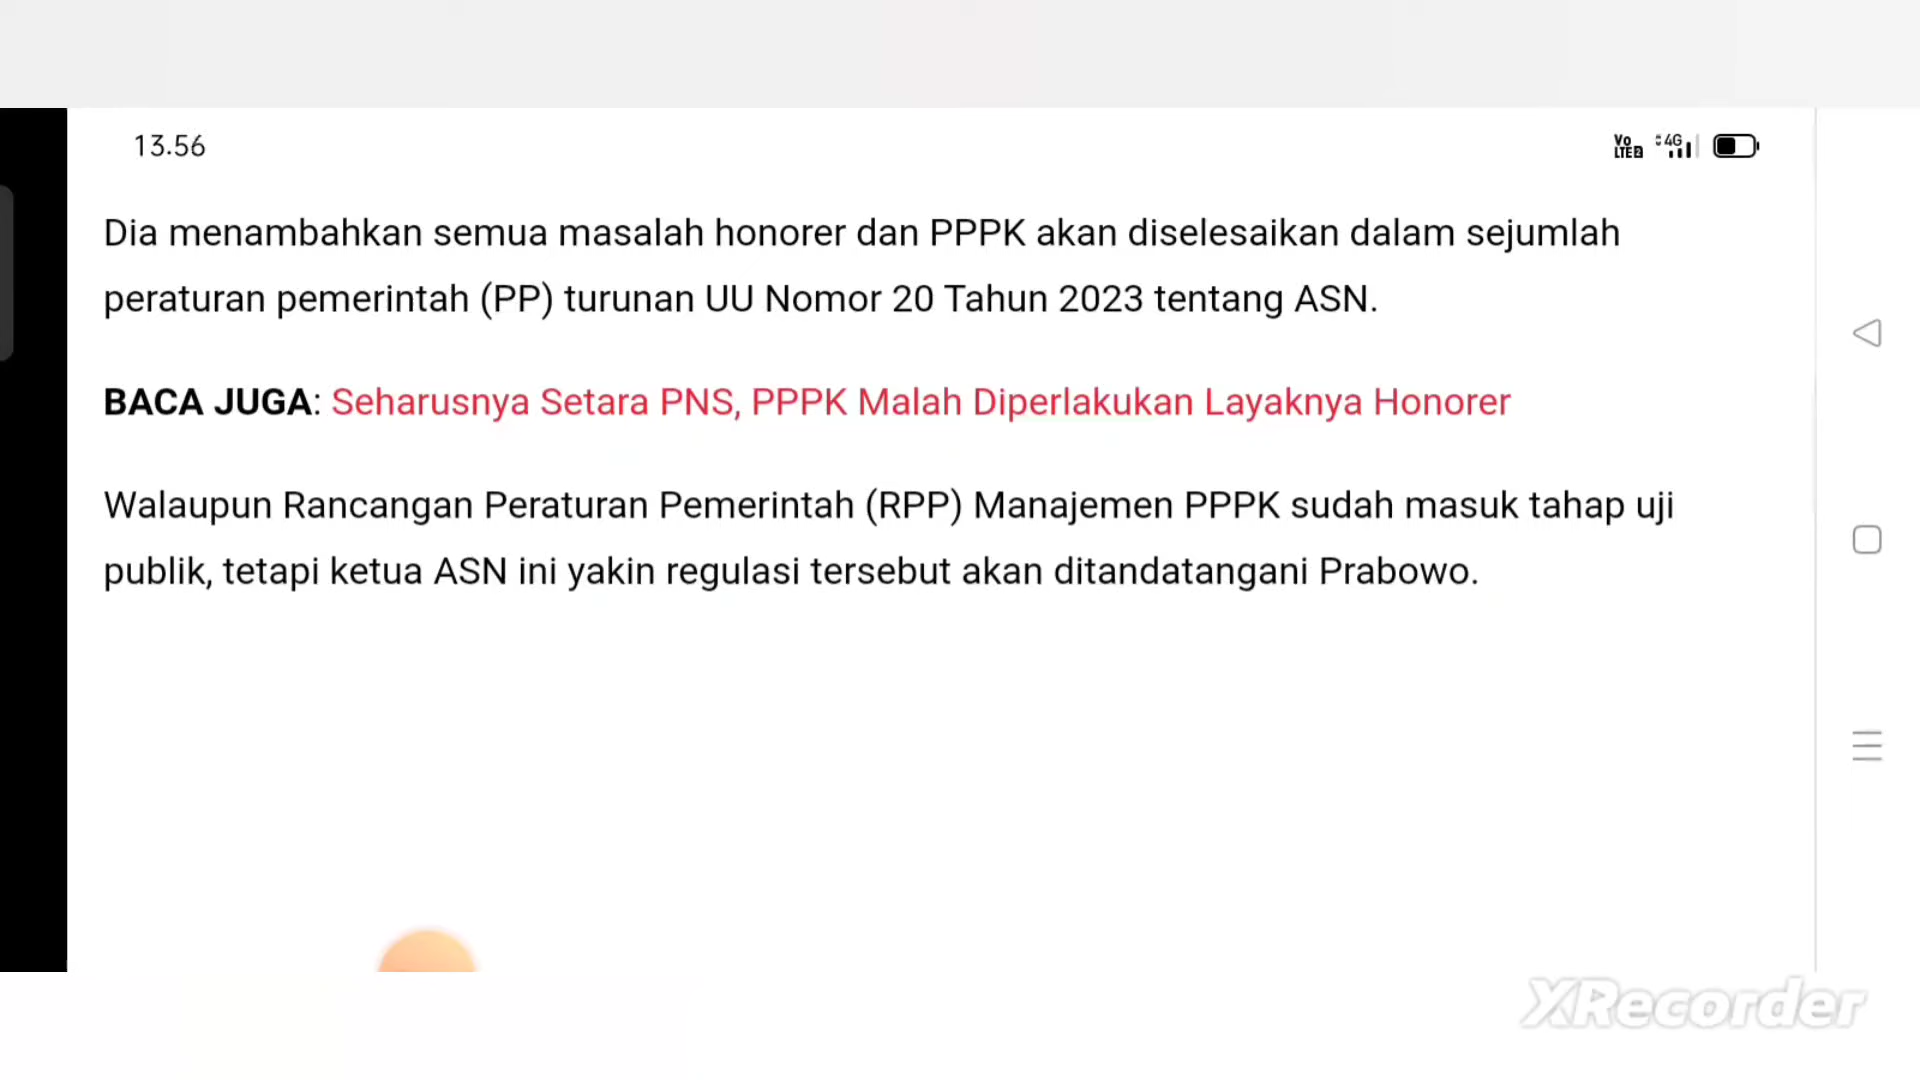 13.56
Vo LTE2 4G
Dia menambahkan semua masalah honorer dan PPPK akan diselesaikan dalam sejumlah
peraturan pemerintah (PP) turunan UU Nomor 20 Tahun 2023 tentang ASN.
BACA JUGA: Seharusnya Setara PNS, PPPK Malah Diperlakukan Layaknya Honorer
Walaupun Rancangan Peraturan Pemerintah (RPP) Manajemen PPPK sudah masuk tahap uji
publik, tetapi ketua ASN ini yakin regulasi tersebut akan ditandatangani Prabowo.
XRecorder